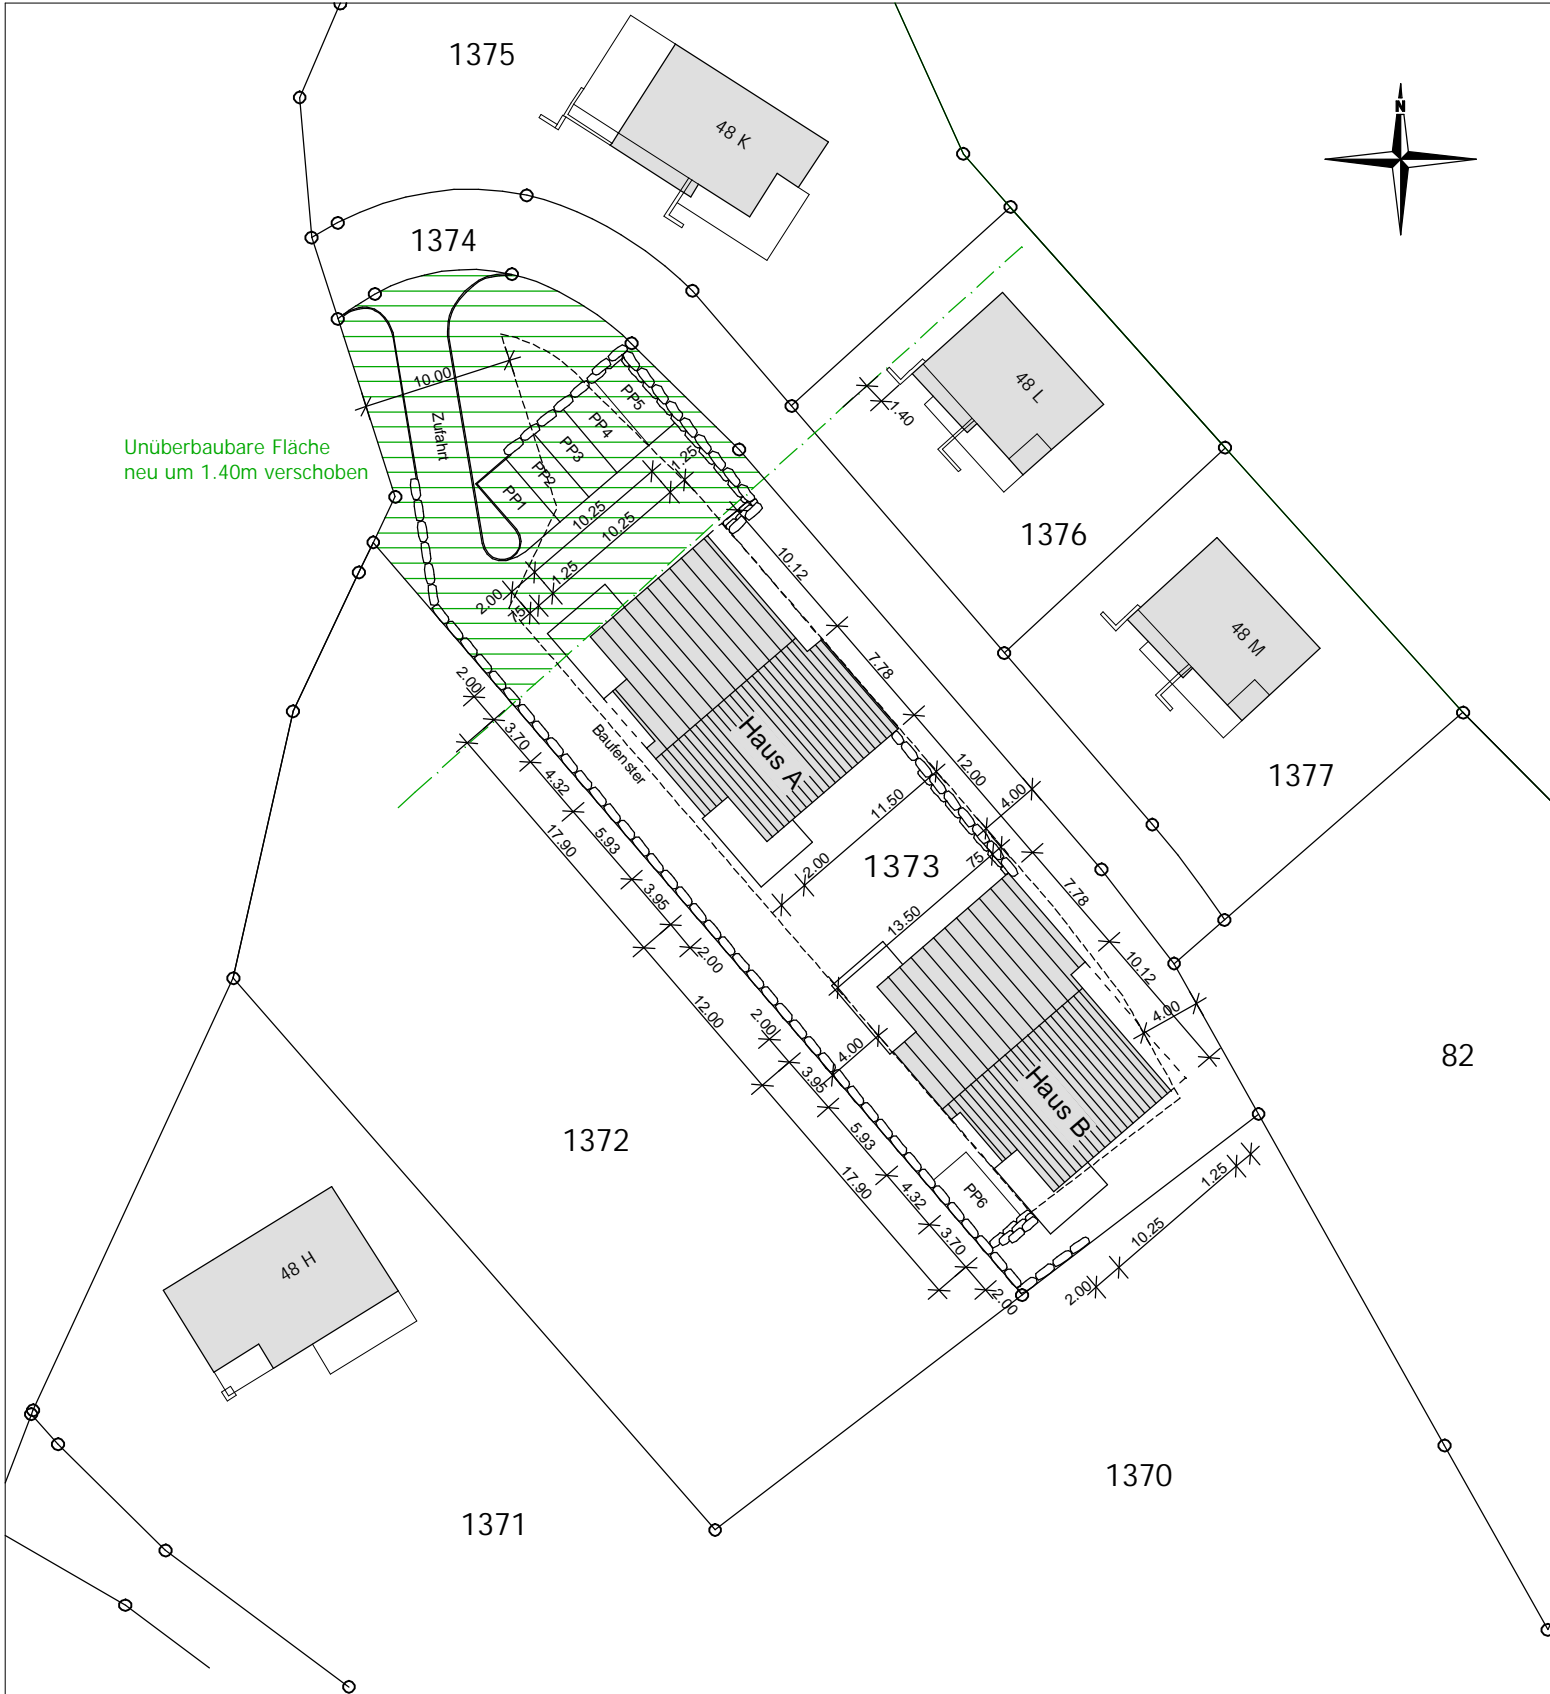 1375
48 K
N
1374
10.00
Zufahrt
PP5
PP4
PP3
PP2
PP1
48 L
1.40
Unüberbaubare Fläche
neu um 1.40m verschoben
1.25
10.25
10.25
1.25
2.00
75
10.12
1376
48 M
7.78
2.00
3.70
4.32
5.93
3.95
2.00
17.90
Baufenster
Haus A
12.00
4.00
11.50
2.00
1377
1373
75
7.78
13.50
10.12
4.00
12.00
2.00
4.00
3.95
5.93
4.32
3.70
2.00
17.90
Haus B
82
1372
PP6
1.25
10.25
2.00
48 H
1370
1371